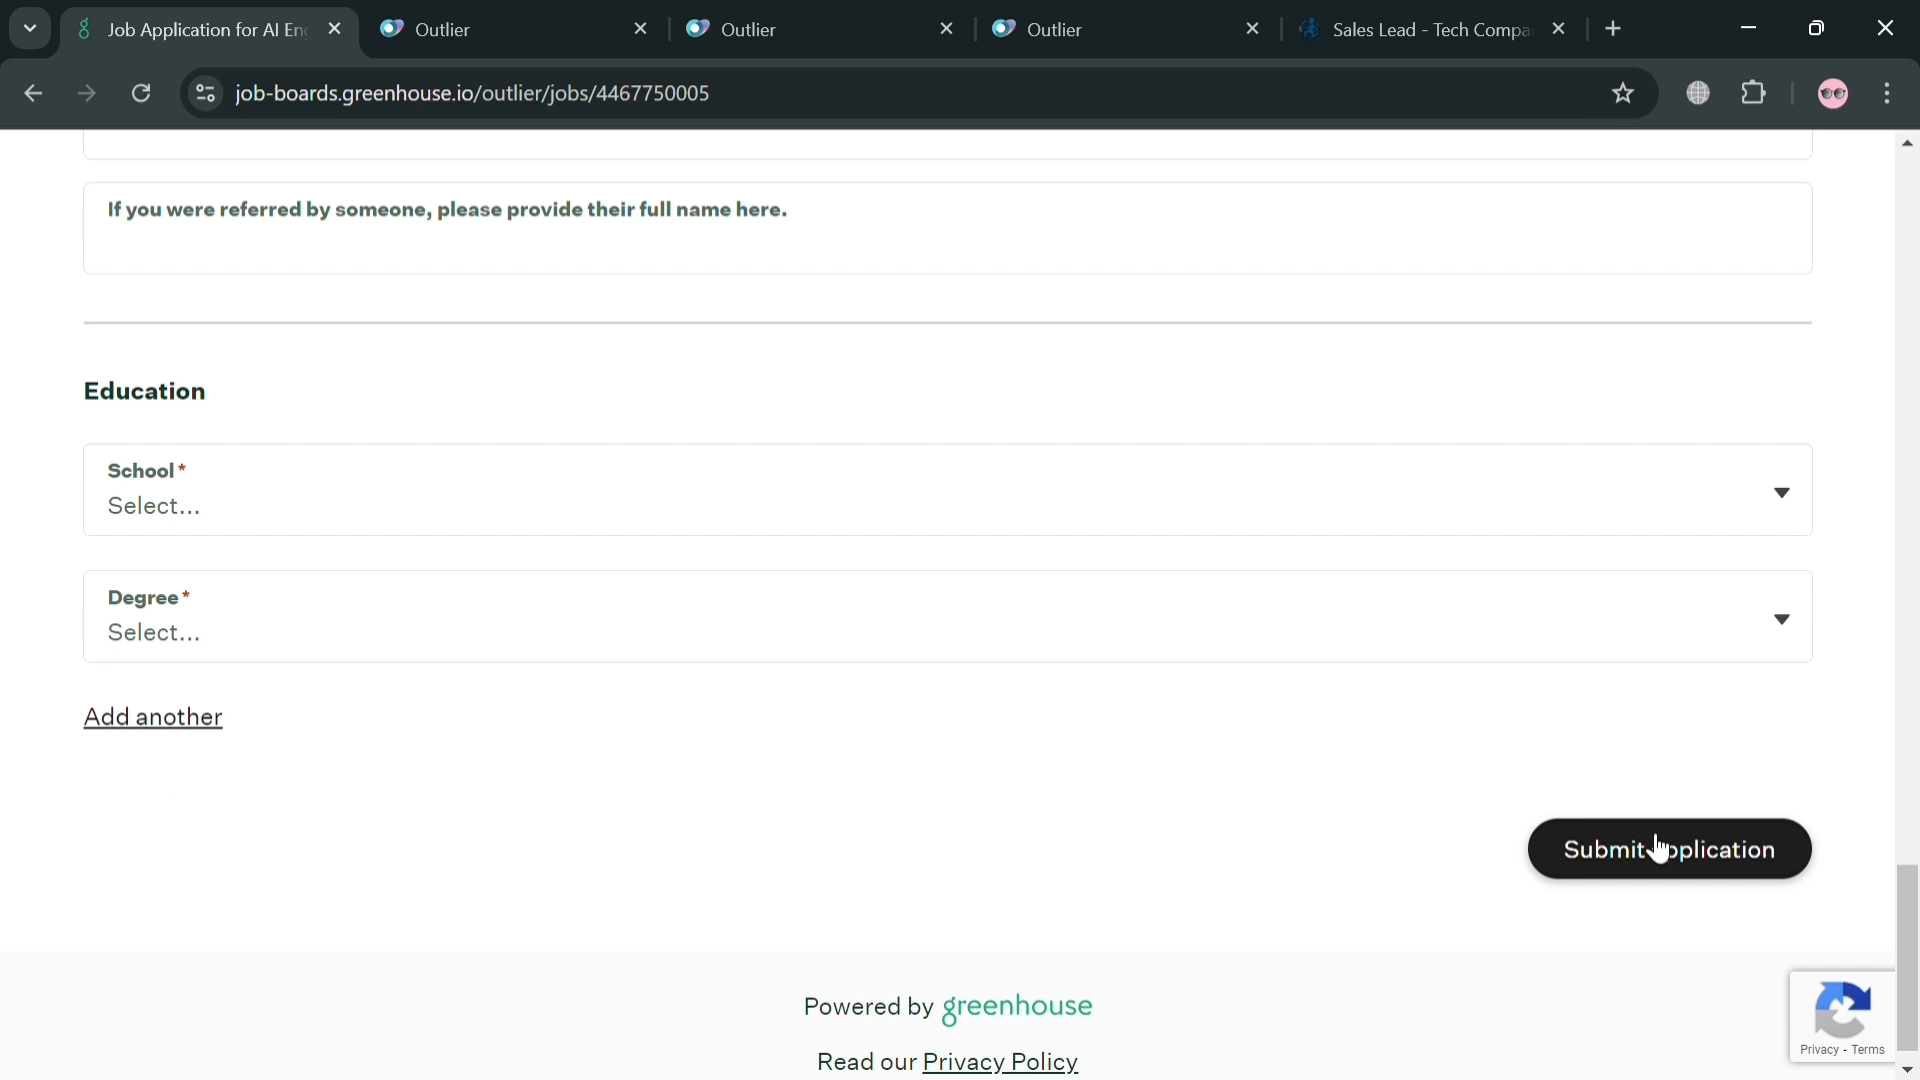 Job Application for AI Eng
Outlier
Outlier
Outlier
Sales Lead - Tech Compa
job-boards.greenhouse.io/outlier/jobs/4467750005
If you were referred by someone, please provide their full name here.
Education
School*
Select...
Degree*
Select...
Add another
Submit Application
Powered by greenhouse
Read our Privacy Policy
Privacy - Terms